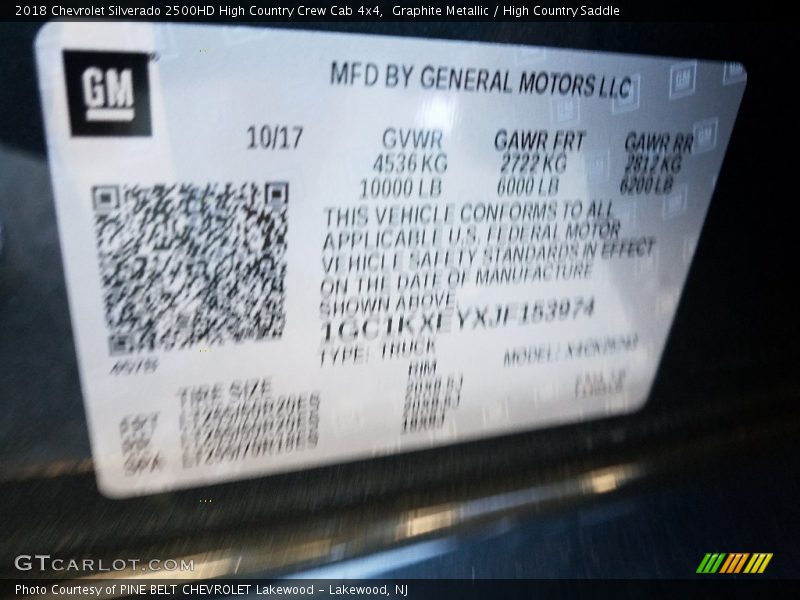 2018 Chevrolet Silverado 2500HD High Country Crew Cab 4x4,  Graphite Metallic / High Country Saddle
GM
MFD BY GENERAL MOTORS LLC
10/17 GVWR GAWR FRT GAWR RR
4536 KG 2722 KG 2812 KG
10000 LB 6000 LB 6200 LB
THIS VEHICLE CONFORMS TO ALL
APPLICABLE U.S. FEDERAL MOTOR
VEHICLE SAFETY STANDARDS IN EFFECT
ON THE DATE OF MANUFACTURE
SHOWN ABOVE
1GC1KXEYXJF153974
TYPE: TRUCK MODEL:
TIRE SIZE RIM
FRT
RR
SPA
GTCARLOT.COM
Photo Courtesy of PINE BELT CHEVROLET Lakewood – Lakewood, NJ